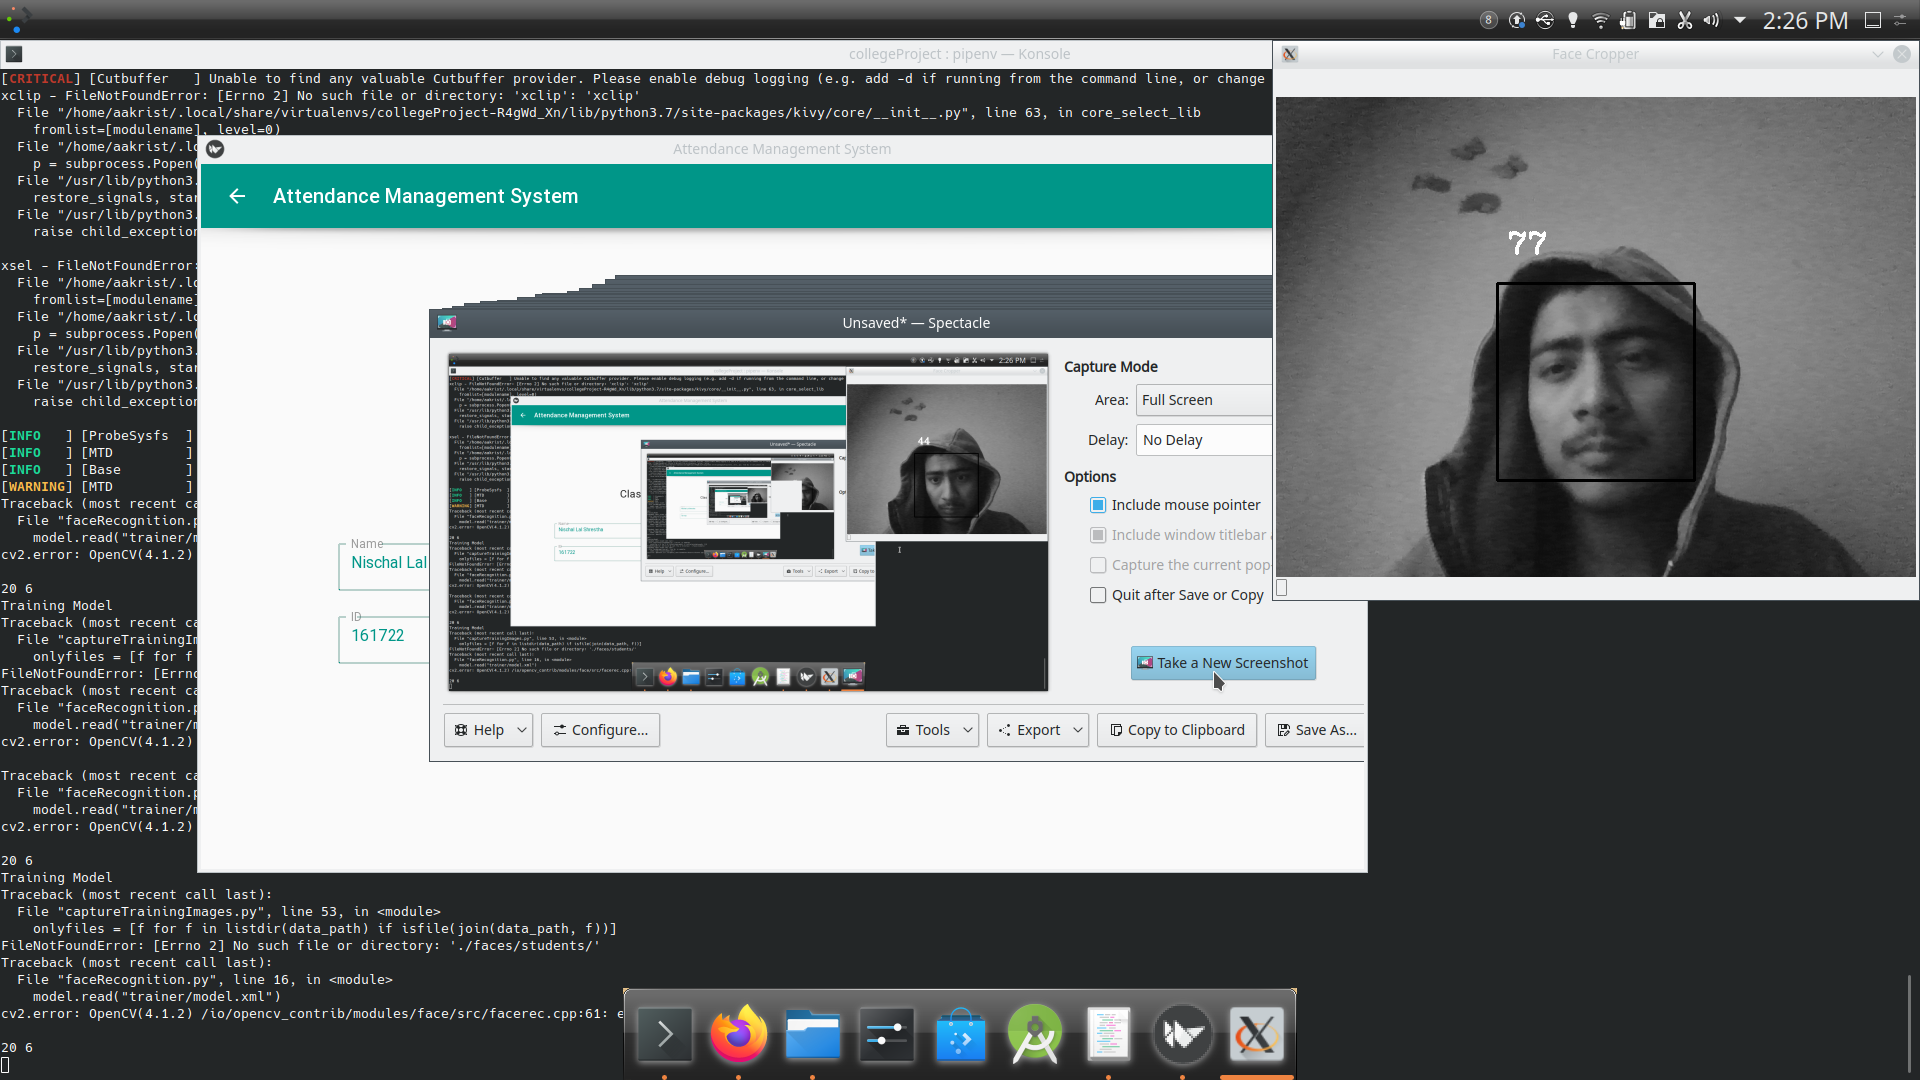 8
2:26 PM
collegeProject : pipenv — Konsole
[CRITICAL] [Cutbuffer   ] Unable to find any valuable Cutbuffer provider. Please enable debug logging (e.g. add -d if running from the command line, or change
xclip - FileNotFoundError: [Errno 2] No such file or directory: 'xclip': 'xclip'
File "/home/aakrist/.local/share/virtualenvs/collegeProject-R4gWd_Xn/lib/python3.7/site-packages/kivy/core/__init__.py", line 63, in core_select_lib
fromlist=[modulename], level=0)
File "/home/aakrist/.lo
p = subprocess.Popen(
File "/usr/lib/python3.
restore_signals, star
File "/usr/lib/python3.
raise child_exception
xsel - FileNotFoundError:
File "/home/aakrist/.lo
fromlist=[modulename]
File "/home/aakrist/.lo
p = subprocess.Popen(
File "/usr/lib/python3.
restore_signals, star
File "/usr/lib/python3.
raise child_exception
[INFO   ] [ProbeSysfs  ]
[INFO   ] [MTD         ]
[INFO   ] [Base        ]
[WARNING] [MTD         ]
Traceback (most recent ca
File "faceRecognition.p
model.read("trainer/m
cv2.error: OpenCV(4.1.2)
20 6
Training Model
Traceback (most recent ca
File "captureTrainingIm
onlyfiles = [f for f
FileNotFoundError: [Errno
Traceback (most recent ca
File "faceRecognition.p
model.read("trainer/m
cv2.error: OpenCV(4.1.2)
Traceback (most recent ca
File "faceRecognition.p
model.read("trainer/m
cv2.error: OpenCV(4.1.2)
20 6
Training Model
Traceback (most recent call last):
File "captureTrainingImages.py", line 53, in <module>
onlyfiles = [f for f in listdir(data_path) if isfile(join(data_path, f))]
FileNotFoundError: [Errno 2] No such file or directory: './faces/students/'
Traceback (most recent call last):
File "faceRecognition.py", line 16, in <module>
model.read("trainer/model.xml")
cv2.error: OpenCV(4.1.2) /io/opencv_contrib/modules/face/src/facerec.cpp:61: e
20 6
Attendance Management System
Attendance Management System
Name
Nischal Lal
ID
161722
Unsaved* — Spectacle
2:26 PM
Attendance Management System
44
Clas
Nischal Lal Shrestha
161722
Capture Mode
Area: Full Screen
Delay: No Delay
Options
Include mouse pointer
Include window titlebar a
Capture the current pop-
Quit after Save or Copy
Take a New Screenshot
Help
Configure...
Tools
Export
Copy to Clipboard
Save As...
Face Cropper
77